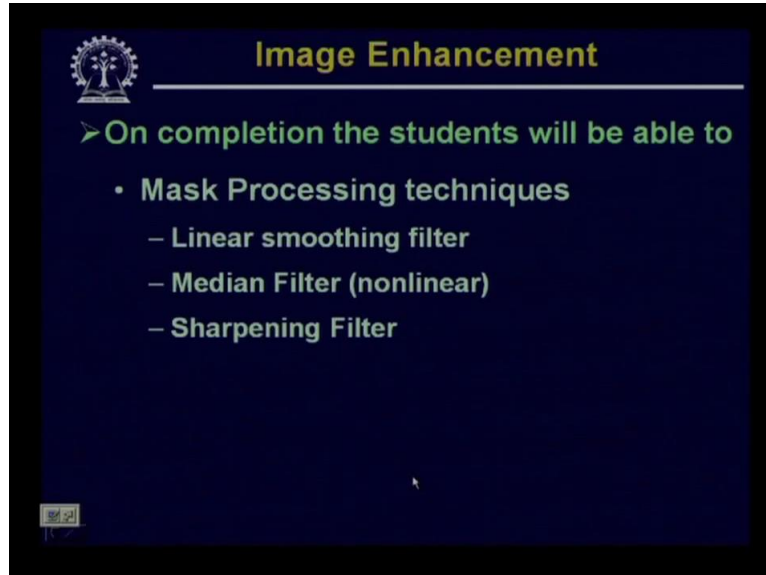 Image Enhancement
➢On completion the students will be able to
• Mask Processing techniques
– Linear smoothing filter
– Median Filter (nonlinear)
– Sharpening Filter